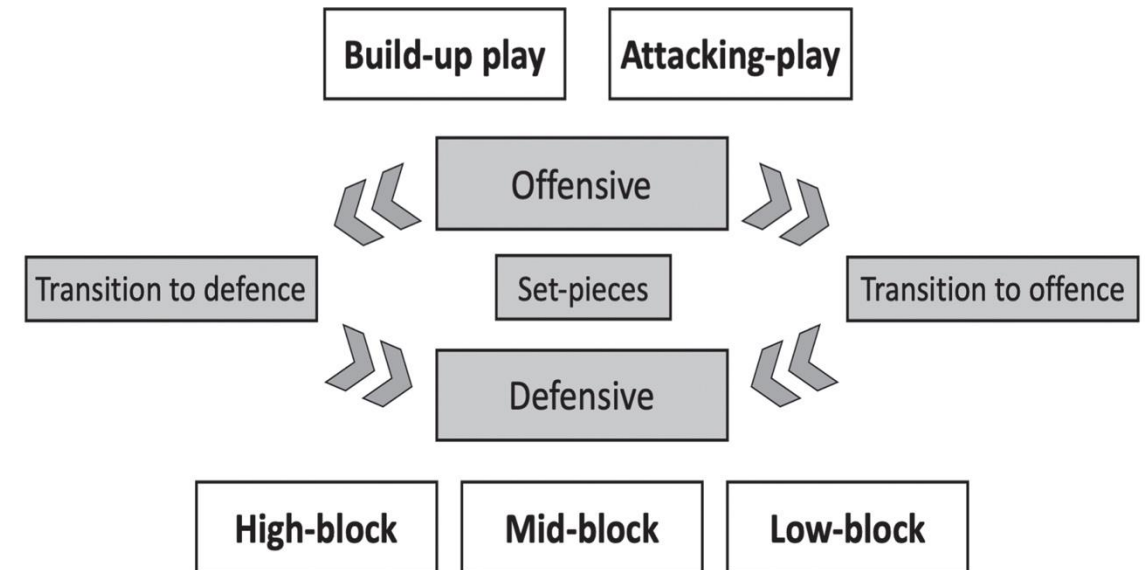 Build-up play
Attacking-play
Offensive
Transition to defence
Set-pieces
Transition to offence
Defensive
High-block
Mid-block
Low-block